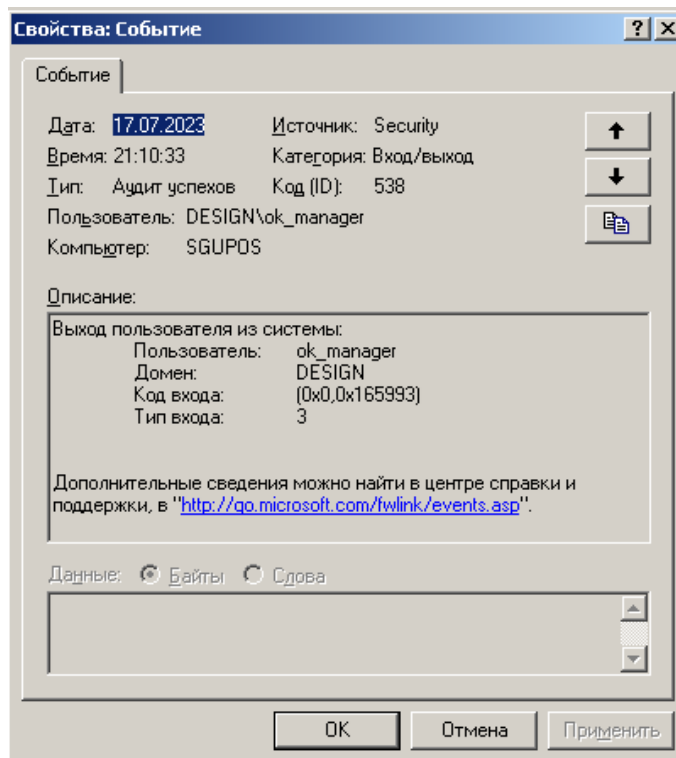 Свойства: Событие
Событие
Дата: 17.07.2023 Источник: Security
Время: 21:10:33 Категория: Вход/выход
Тип: Аудит успехов Код (ID): 538
Пользователь: DESIGN\ok_manager
Компьютер: SGUPOS
Описание:
Выход пользователя из системы:
Пользователь: ok_manager
Домен: DESIGN
Код входа: (0x0,0x165993)
Тип входа: 3
Дополнительные сведения можно найти в центре справки и
поддержки, в "http://go.microsoft.com/fwlink/events.asp".
Данные: Байты Слова
OK Отмена Применить